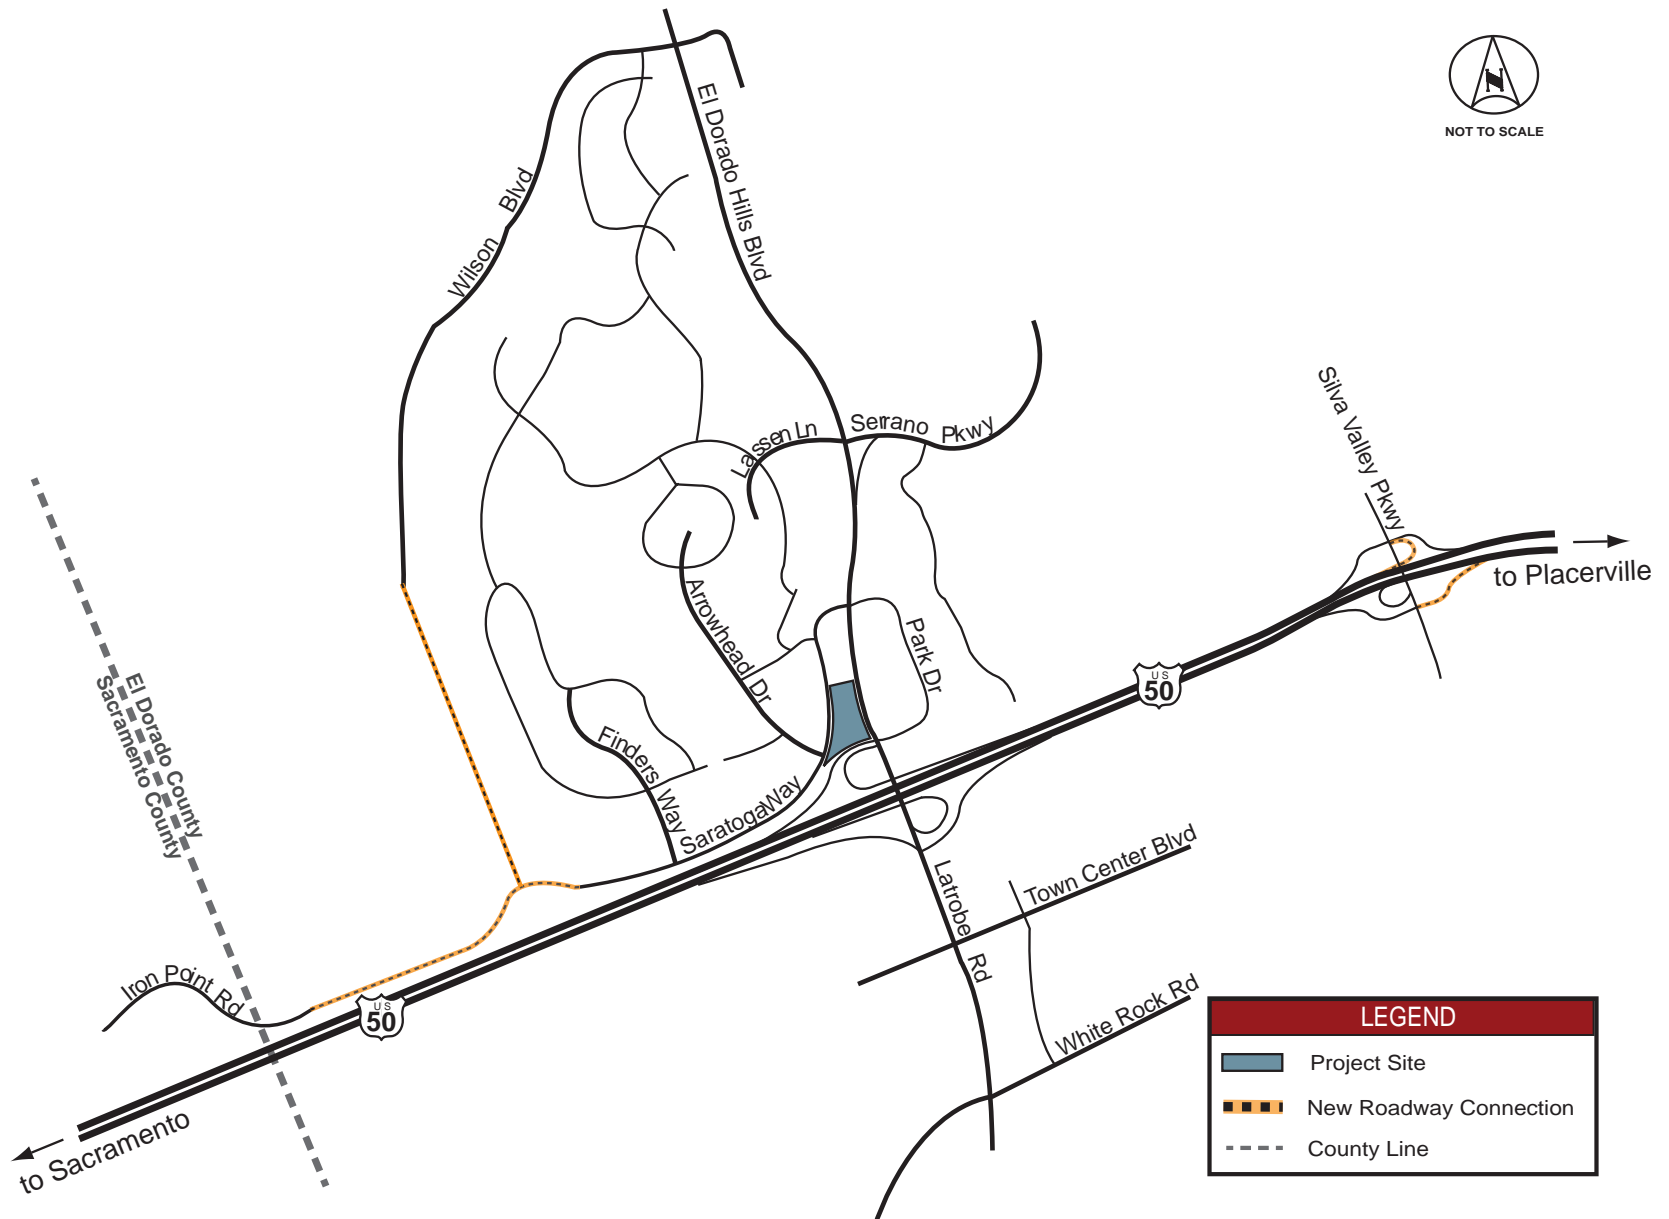 N
NOT TO SCALE
El Dorado Hills Blvd
Wilson Blvd
Serrano Pkwy
Lassen Ln
Silva Valley Pkwy
to Placerville
Arrowhead Dr
Park Dr
US
50
El Dorado County
Sacramento County
Finders Way
Saratoga Way
Town Center Blvd
Latrobe Rd
Iron Point Rd
US
50
White Rock Rd
to Sacramento
LEGEND
Project Site
New Roadway Connection
County Line